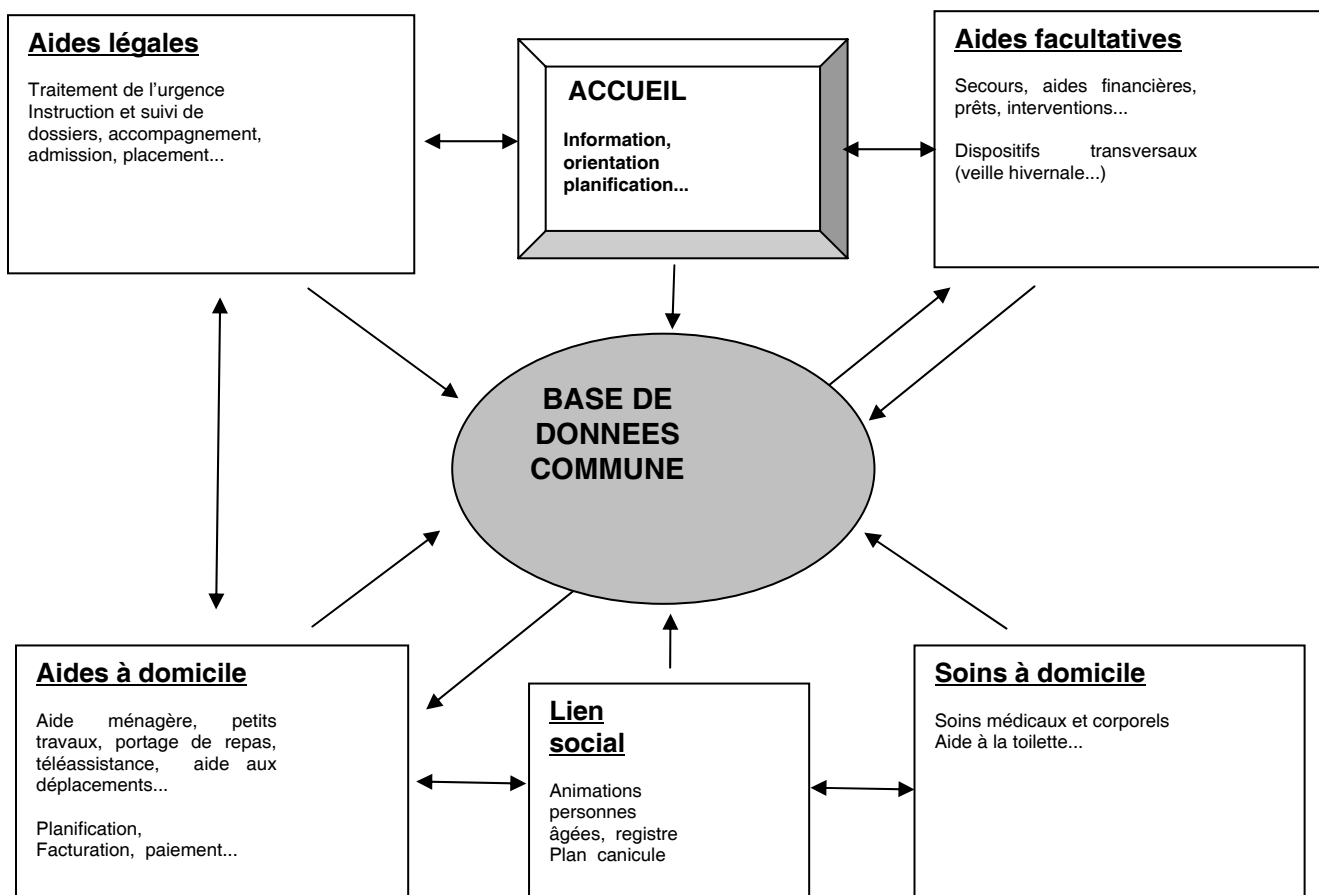 Aides légales
Traitement de l'urgence
Instruction et suivi de
dossiers, accompagnement,
admission, placement...
ACCUEIL
Information,
orientation
planification...
Aides facultatives
Secours, aides financières,
prêts, interventions...
Dispositifs transversaux
(veille hivernale...)
BASE DE
DONNEES
COMMUNE
Aides à domicile
Aide ménagère, petits
travaux, portage de repas,
téléassistance, aide aux
déplacements...
Planification,
Facturation, paiement...
Lien
social
Animations
personnes
âgées, registre
Plan canicule
Soins à domicile
Soins médicaux et corporels
Aide à la toilette...